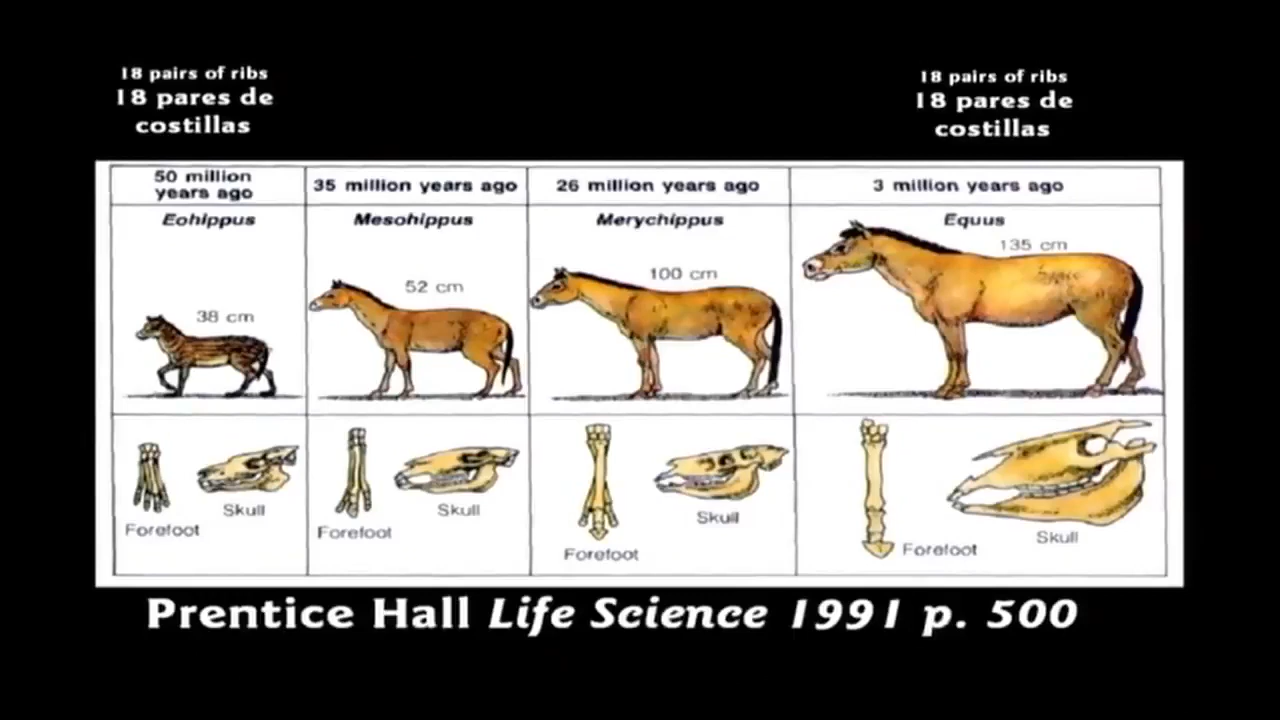 18 pairs of ribs
18 pares de
costillas
18 pairs of ribs
18 pares de
costillas
50 million
years ago
35 million years ago
26 million years ago
3 million years ago
Eohippus
Mesohippus
Merychippus
Equus
38 cm
52 cm
100 cm
135 cm
Forefoot
Skull
Forefoot
Skull
Forefoot
Skull
Forefoot
Skull
Prentice Hall Life Science 1991 p. 500